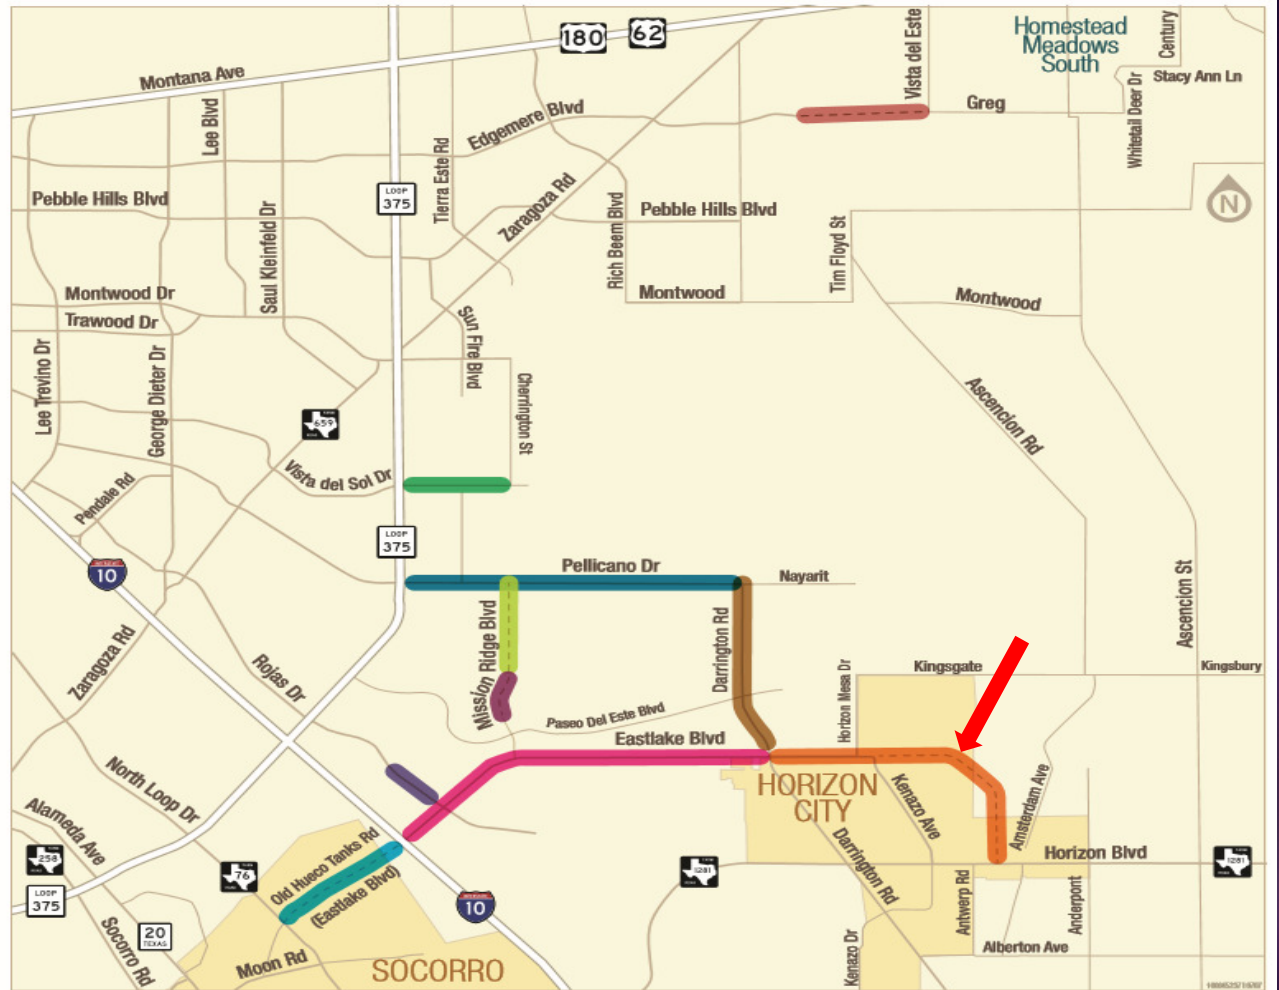 Homestead
Meadows
South
Century
Vista del Este
180
62
Montana Ave
Stacy Ann Ln
Whitetail Deer Dr
Greg
Lee Blvd
Edgemere Blvd
Tierra Este Rd
LOOP
375
N
Pebble Hills Blvd
Saul Kleinfeld Dr
Zaragoza Rd
Rich Beem Blvd
Pebble Hills Blvd
Tim Floyd St
Montwood Dr
Trawood Dr
Montwood
Montwood
Sun Fire Blvd
Lee Trevino Dr
George Dieter Dr
Cherrington St
Ascencion Rd
659
Vista del Sol Dr
Pendale Rd
LOOP
375
10
Pellicano Dr
Nayarit
Ascencion St
Mission Ridge Blvd
Darrington Rd
Zaragoza Rd
Rojas Dr
Horizon Mesa Dr
Kingsgate
Kingsbury
Paseo Del Este Blvd
Eastlake Blvd
HORIZON
CITY
North Loop Dr
Kenazo Ave
Amsterdam Ave
Alameda Ave
Old Hueco Tanks Rd
(Eastlake Blvd)
Darrington Rd
Horizon Blvd
258
76
1281
1281
LOOP
375
10
Antwerp Rd
Anderpont
20
TEXAS
Socorro Rd
Moon Rd
SOCORRO
Kenazo Dr
Alberton Ave